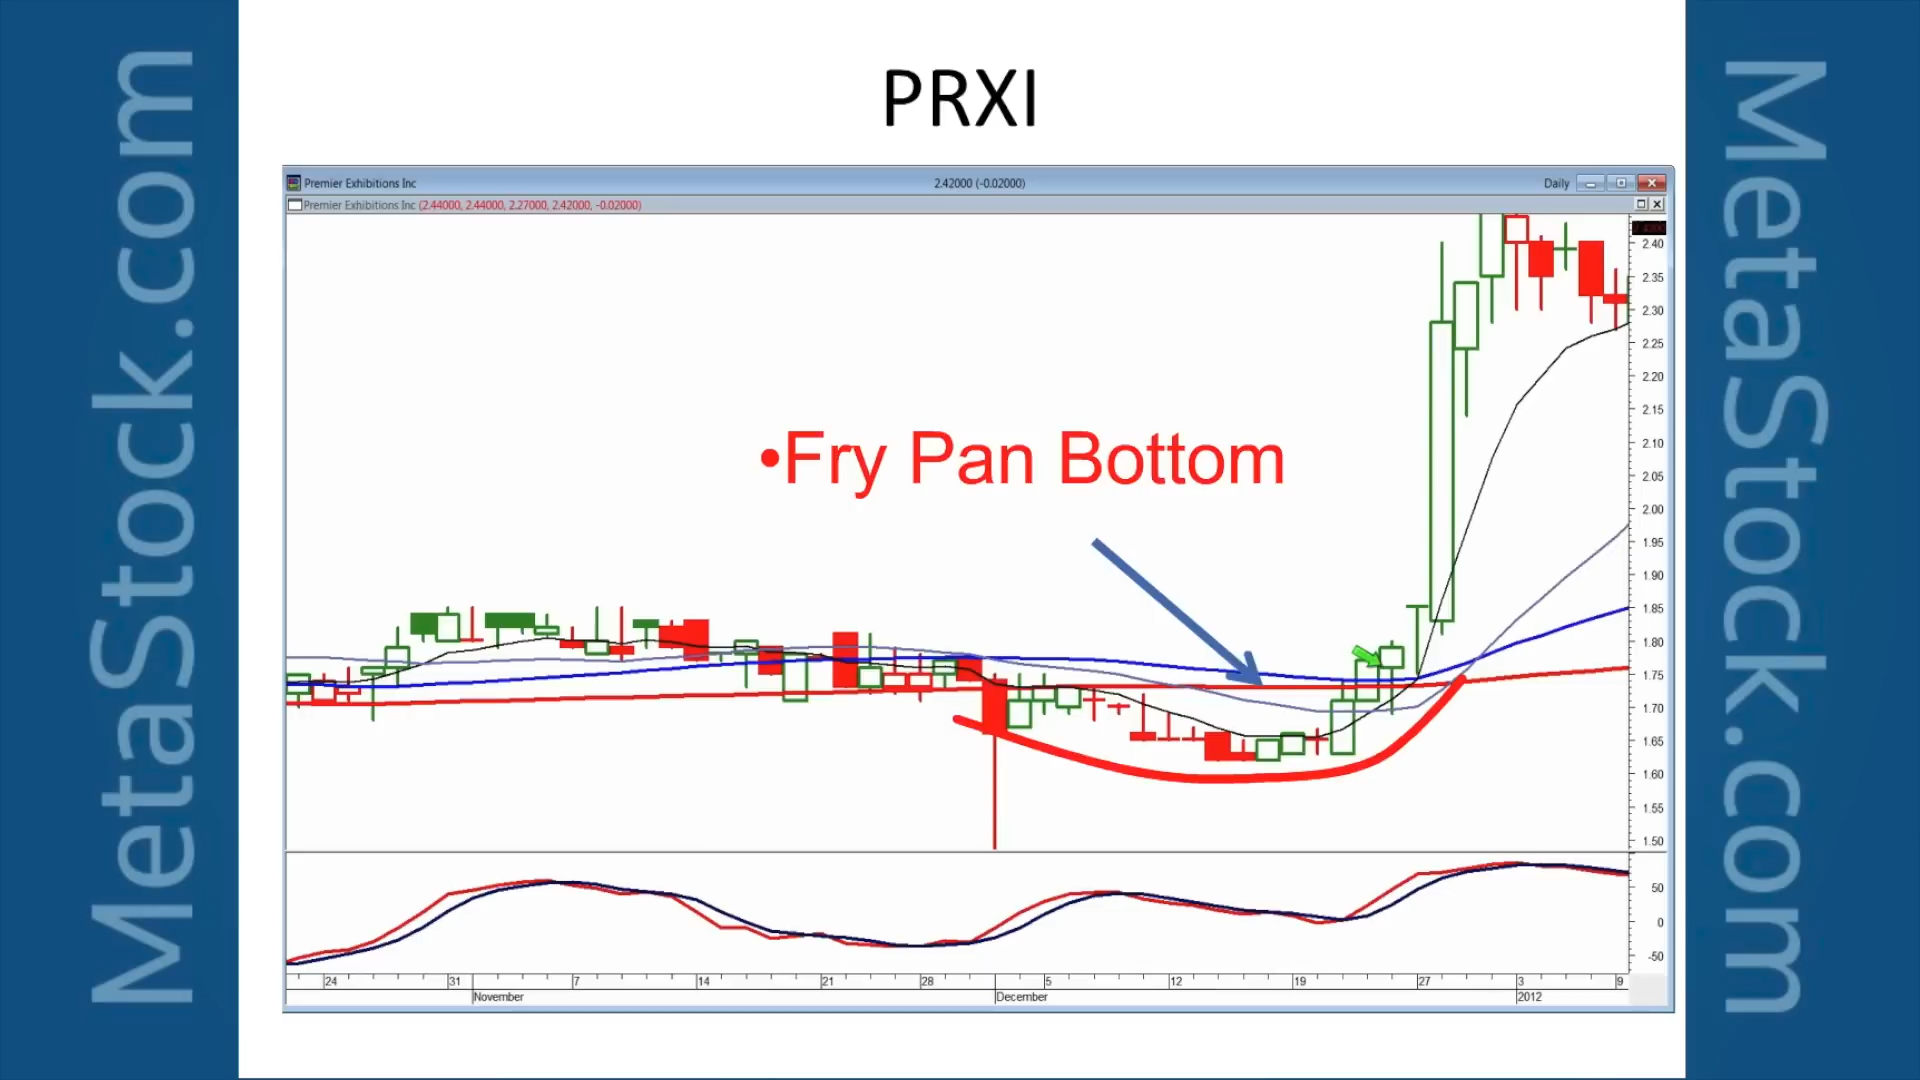 MetaStock.com
PRXI
Premier Exhibitions Inc
2.42000 (-0.02000)
Daily
Premier Exhibitions Inc (2.44000, 2.44000, 2.27000, 2.42000, -0.02000)
2.40
2.35
2.30
2.25
2.20
2.15
2.10
2.05
2.00
1.95
1.90
1.85
1.80
1.75
1.70
1.65
1.60
1.55
1.50
•Fry Pan Bottom
50
0
-50
24 31 7 14 21 28 5 12 19 27 3 9
November December 2012
MetaStock.com